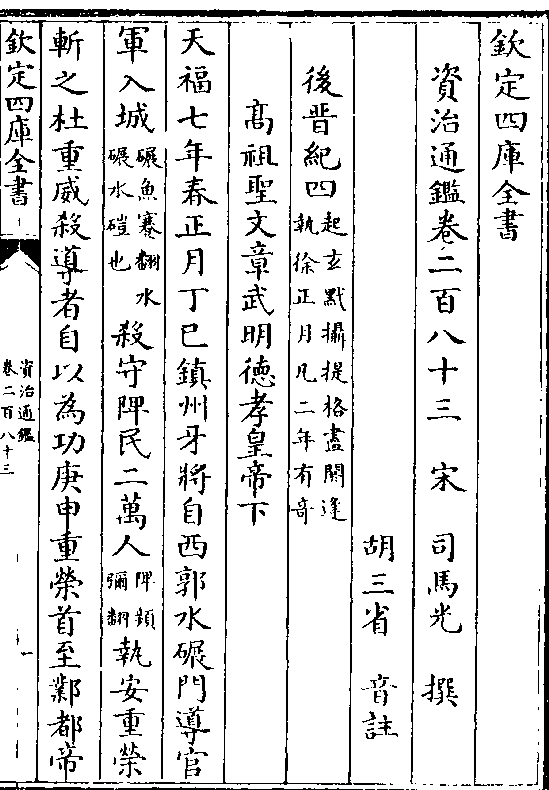 欽定四庫全書
資治通鑑卷二百八十三　宋　司馬光　撰
胡三省　音註
後晉紀四起玄黓攝提格盡閼逢執徐正月凡二年有奇
高祖聖文章武明德孝皇帝下
天福七年春正月丁巳鎮州牙將自西郭水碾門導官
軍入城碾魚蹇翻水碾水磑也殺守陴民二萬人陴頻彌翻執安重榮
斬之杜重威殺導者自以為功庚申重榮首至鄴都帝
欽定四庫全書
資治通鑑
卷二百八十三
一